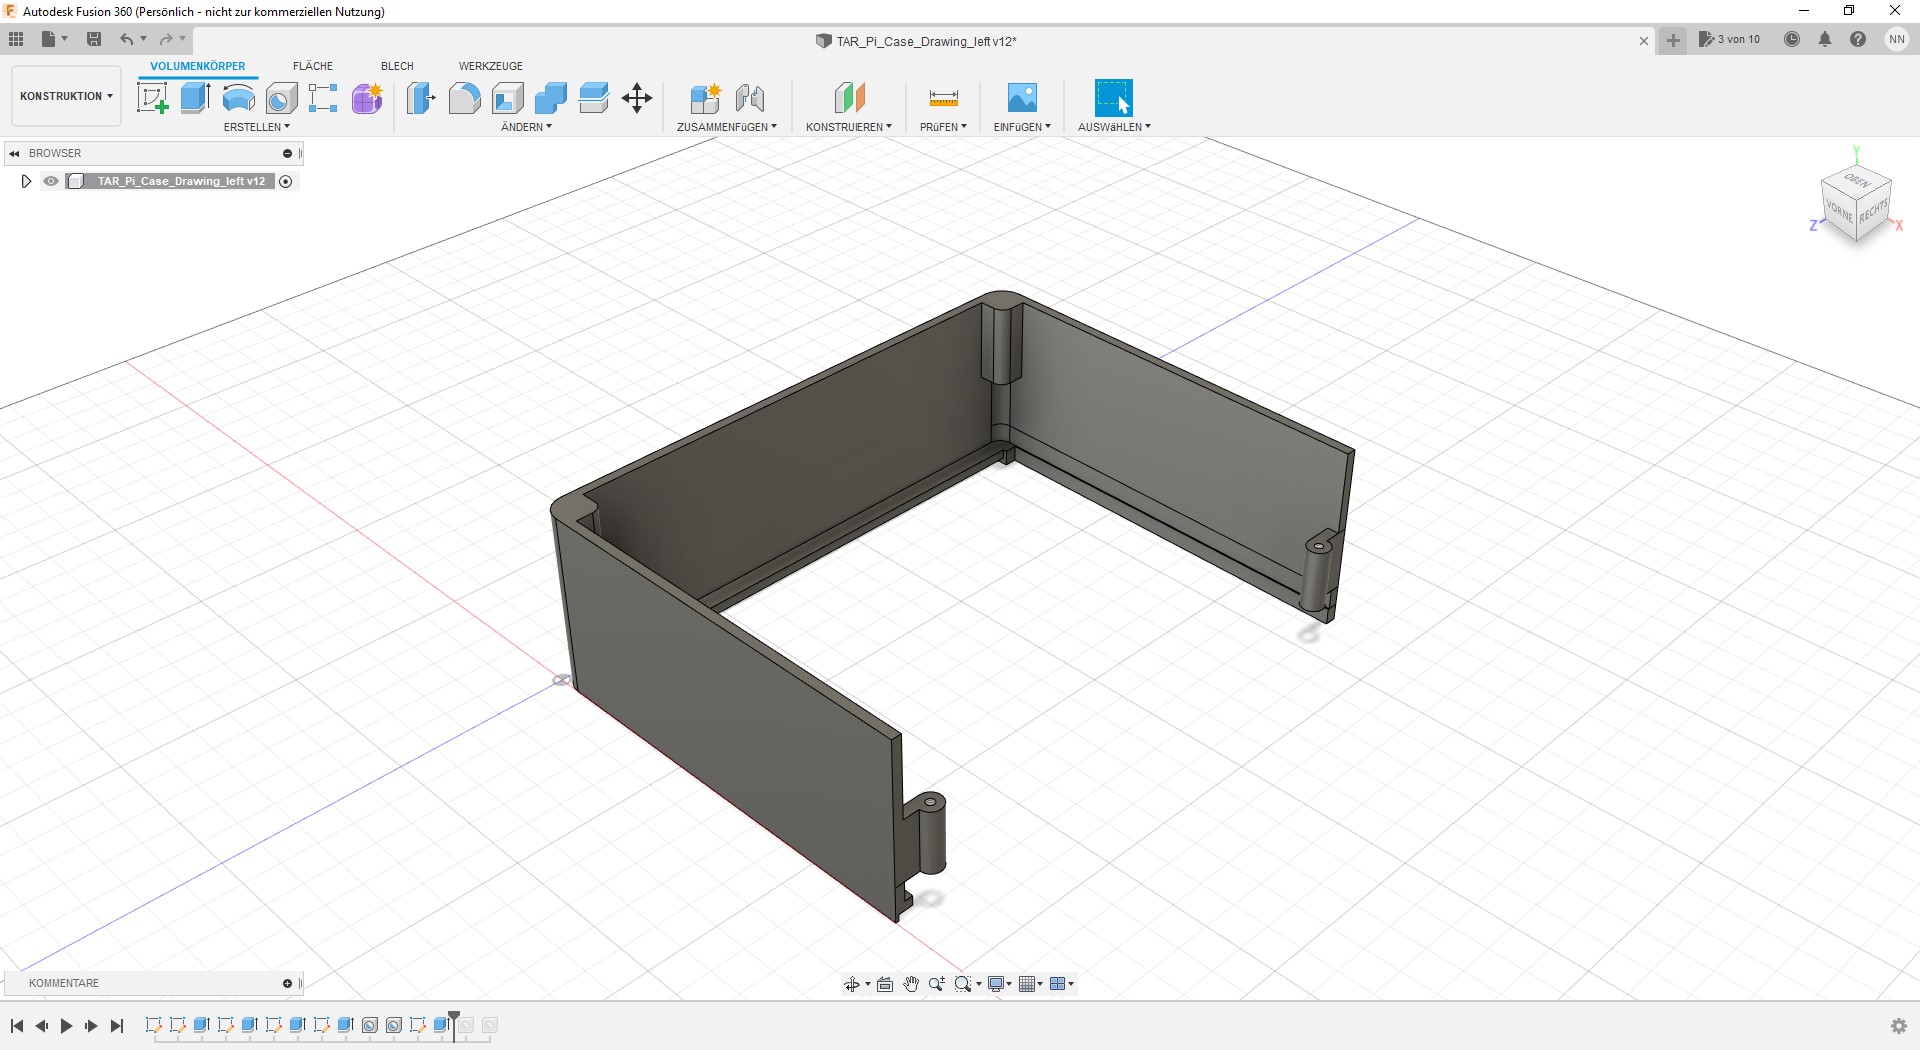 Autodesk Fusion 360 (Persönlich - nicht zur kommerziellen Nutzung)
TAR_Pi_Case_Drawing_left v12*
3 von 10
NN
VOLUMENKÖRPER FLÄCHE BLECH WERKZEUGE
KONSTRUKTION
ERSTELLEN ÄNDERN ZUSAMMENFüGEN KONSTRUIEREN PRüFEN EINFüGEN AUSWäHLEN
BROWSER
TAR_Pi_Case_Drawing_left v12
Y
OBEN
VORNE
RECHTS
Z
X
KOMMENTARE